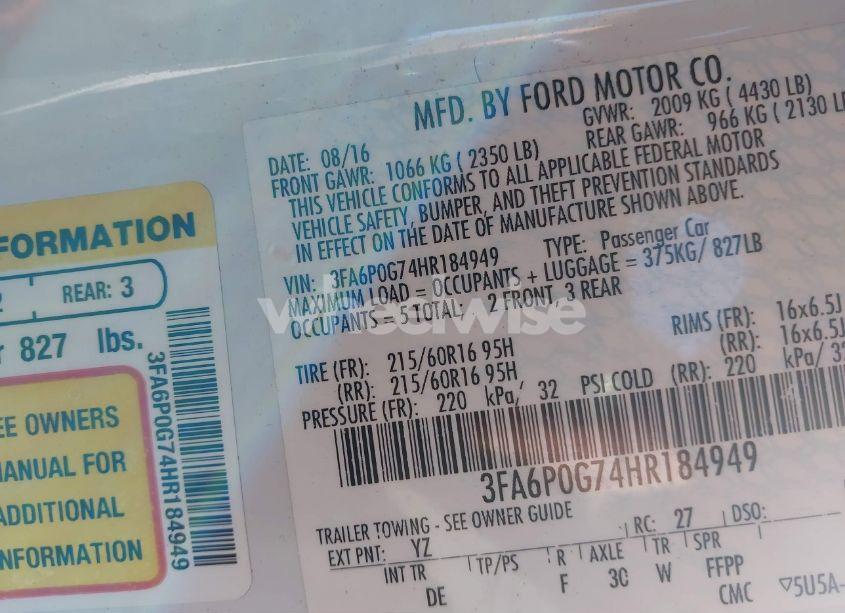 MFD. BY FORD MOTOR CO.
DATE: 08/16 GVWR: 2009 KG ( 4430 LB)
FRONT GAWR: 1066 KG ( 2350 LB) REAR GAWR: 966 KG ( 2130
THIS VEHICLE CONFORMS TO ALL APPLICABLE FEDERAL MOTOR
VEHICLE SAFETY, BUMPER, AND THEFT PREVENTION STANDARDS
IN EFFECT ON THE DATE OF MANUFACTURE SHOWN ABOVE.
VIN: 3FA6P0G74HR184949 TYPE: Passenger Car
MAXIMUM LOAD = OCCUPANTS + LUGGAGE = 375KG/ 827LB
OCCUPANTS = 5 TOTAL; 2 FRONT, 3 REAR
TIRE (FR): 215/60R16 95H RIMS (FR): 16x6.5J
(RR): 215/60R16 95H (RR): 16x6.5J
PRESSURE (FR): 220 kPa/ 32 PSI COLD (RR): 220 kPa/
3FA6P0G74HR184949
TRAILER TOWING - SEE OWNER GUIDE
EXT PNT: YZ RC: 27 DSO:
INT TR TP/PS R AXLE TR SPR
DE F 3C W FFPP
CMC 5U5A-
REAR: 3
827 lbs.
OWNERS
FOR
ADDITIONAL
3FA6P0G74HR184949
wheelwise